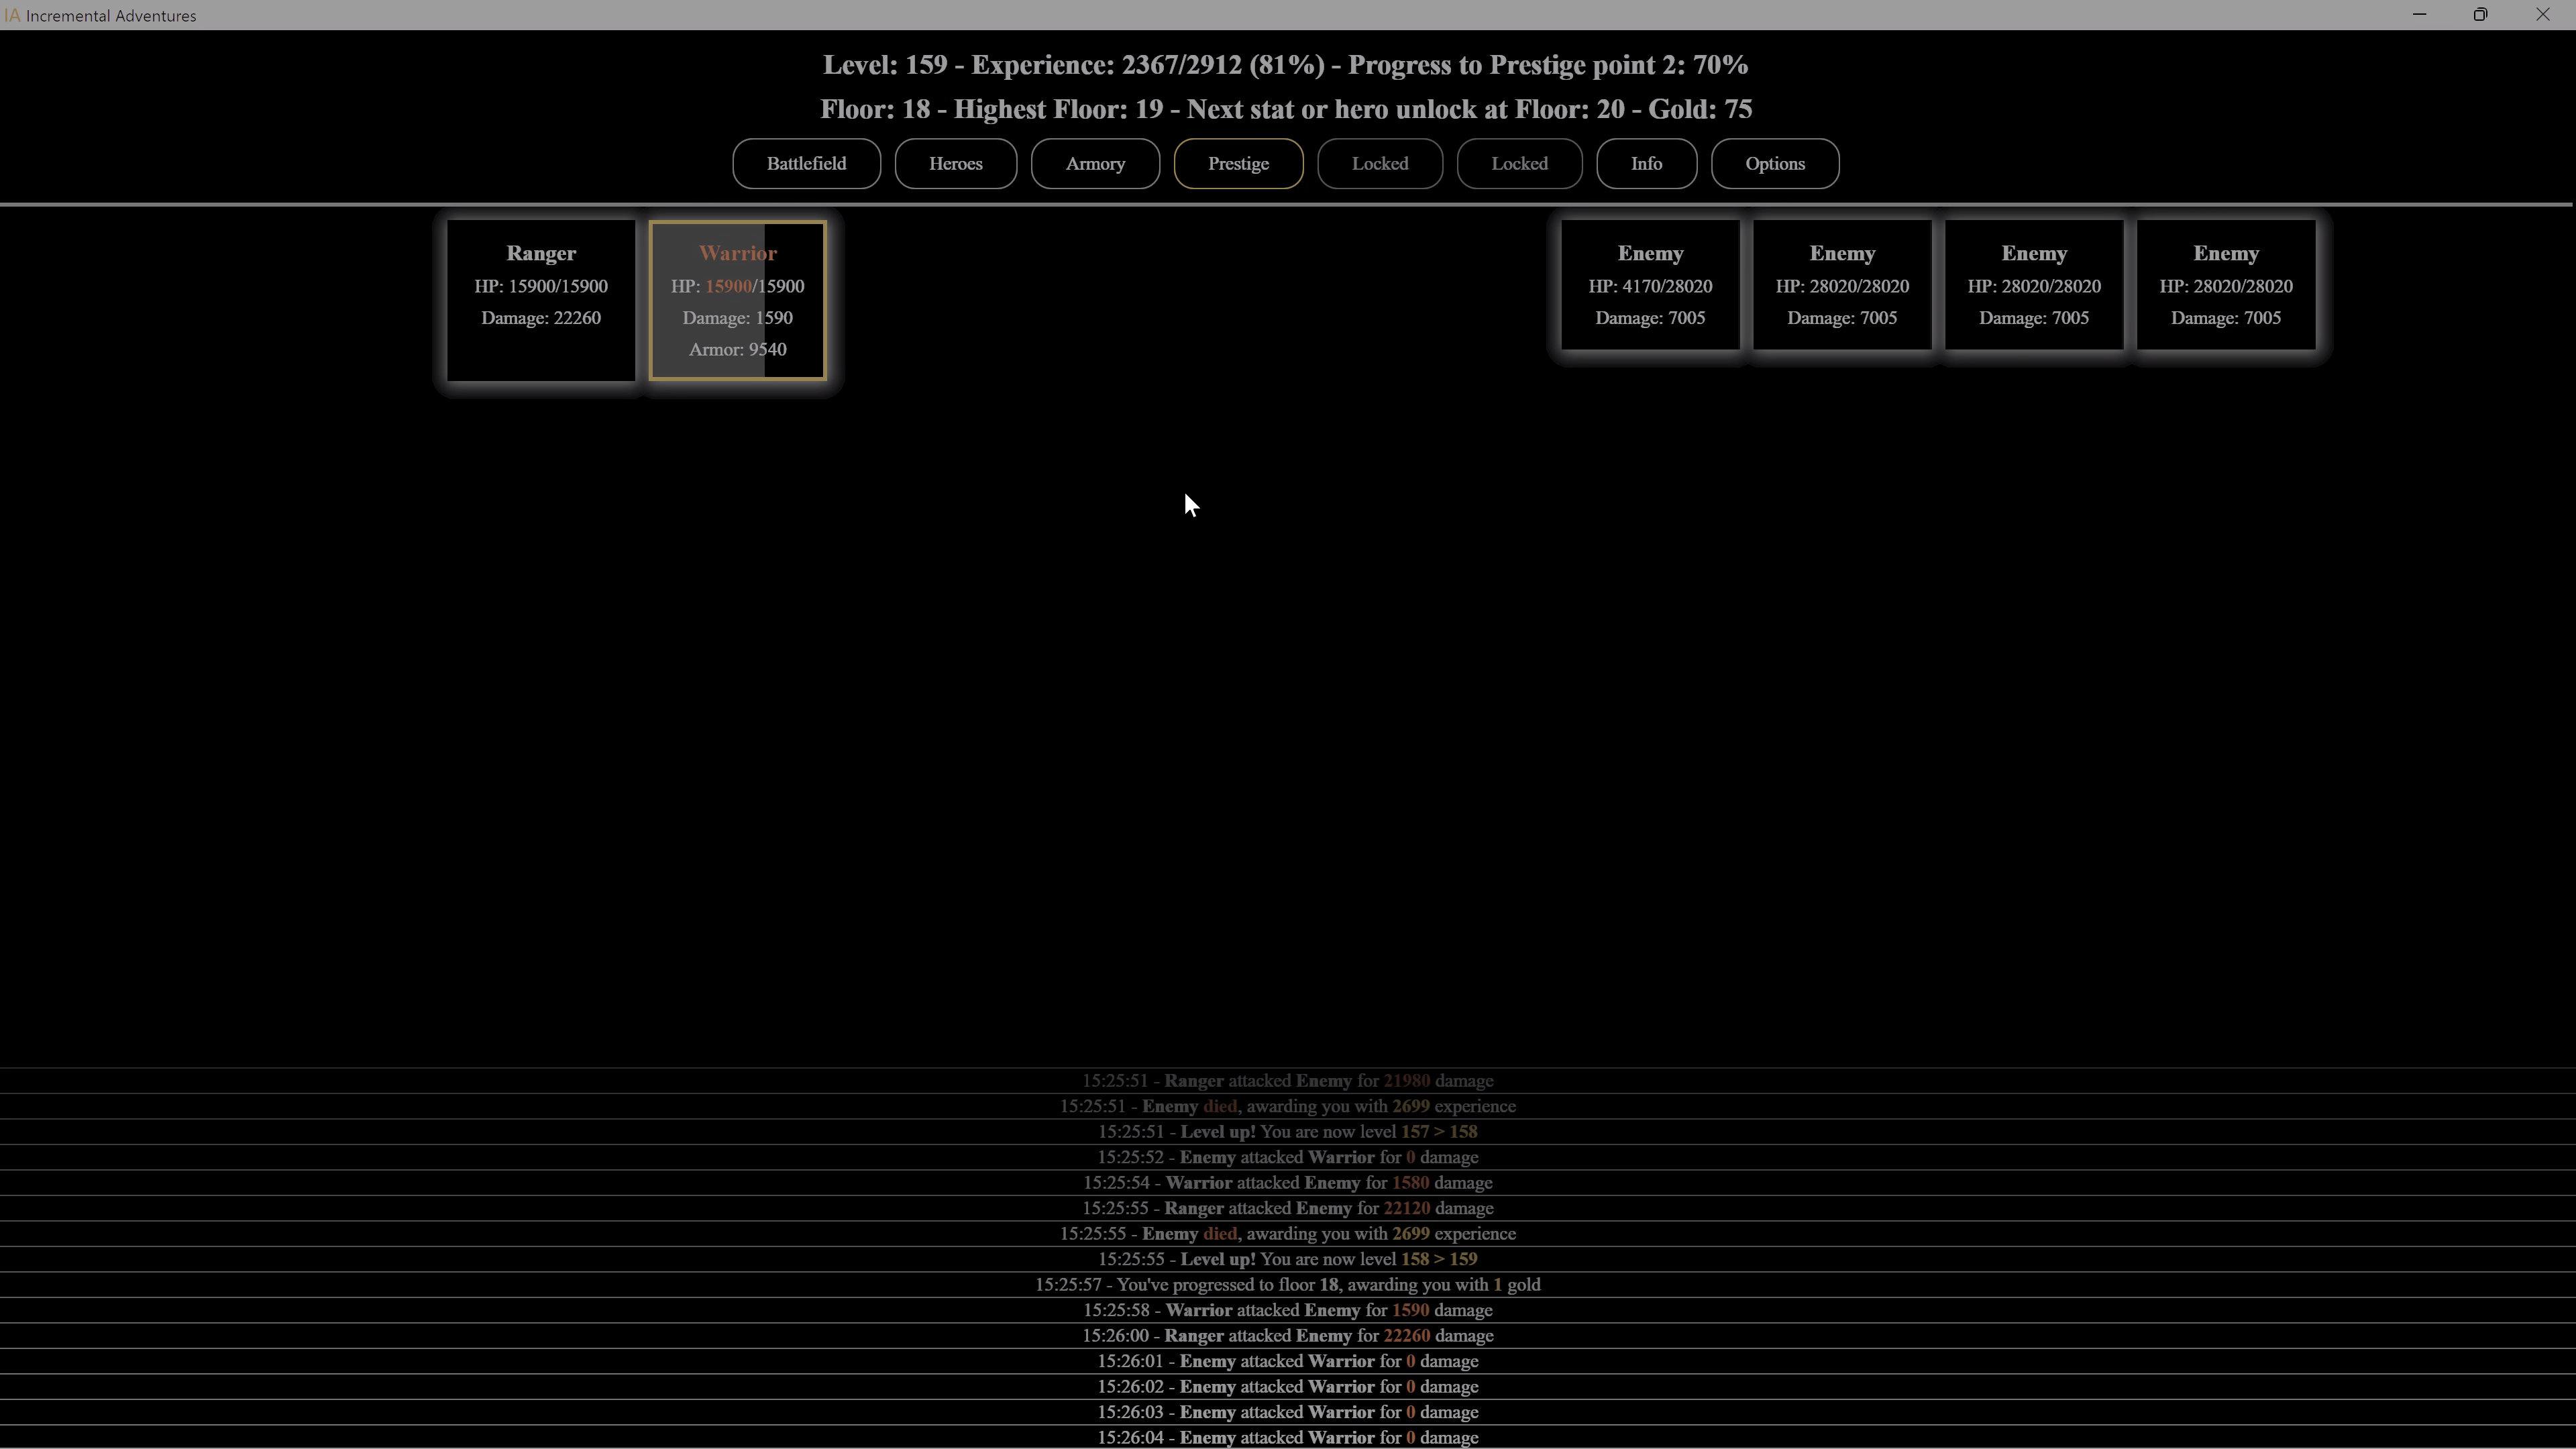 IA Incremental Adventures
Level: 159 - Experience: 2367/2912 (81%) - Progress to Prestige point 2: 70%
Floor: 18 - Highest Floor: 19 - Next stat or hero unlock at Floor: 20 - Gold: 75
Battlefield Heroes Armory Prestige Locked Locked Info Options
Ranger
HP: 15900/15900
Damage: 22260
Warrior
HP: 15900/15900
Damage: 1590
Armor: 9540
Enemy
HP: 4170/28020
Damage: 7005
Enemy
HP: 28020/28020
Damage: 7005
Enemy
HP: 28020/28020
Damage: 7005
Enemy
HP: 28020/28020
Damage: 7005
15:25:51 - Ranger attacked Enemy for 21980 damage
15:25:51 - Enemy died, awarding you with 2699 experience
15:25:51 - Level up! You are now level 157 > 158
15:25:52 - Enemy attacked Warrior for 0 damage
15:25:54 - Warrior attacked Enemy for 1580 damage
15:25:55 - Ranger attacked Enemy for 22120 damage
15:25:55 - Enemy died, awarding you with 2699 experience
15:25:55 - Level up! You are now level 158 > 159
15:25:57 - You've progressed to floor 18, awarding you with 1 gold
15:25:58 - Warrior attacked Enemy for 1590 damage
15:26:00 - Ranger attacked Enemy for 22260 damage
15:26:01 - Enemy attacked Warrior for 0 damage
15:26:02 - Enemy attacked Warrior for 0 damage
15:26:03 - Enemy attacked Warrior for 0 damage
15:26:04 - Enemy attacked Warrior for 0 damage